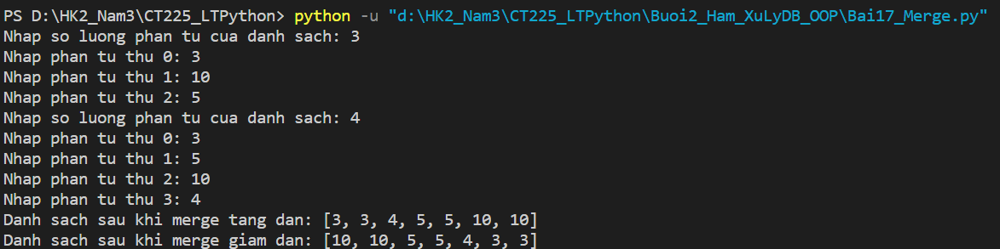 PS D:\HK2_Nam3\CT225_LTPython> python -u "d:\HK2_Nam3\CT225_LTPython\Buoi2_Ham_XuLyDB_OOP\Bai17_Merge.py"
Nhap so luong phan tu cua danh sach: 3
Nhap phan tu thu 0: 3
Nhap phan tu thu 1: 10
Nhap phan tu thu 2: 5
Nhap so luong phan tu cua danh sach: 4
Nhap phan tu thu 0: 3
Nhap phan tu thu 1: 5
Nhap phan tu thu 2: 10
Nhap phan tu thu 3: 4
Danh sach sau khi merge tang dan: [3, 3, 4, 5, 5, 10, 10]
Danh sach sau khi merge giam dan: [10, 10, 5, 5, 4, 3, 3]